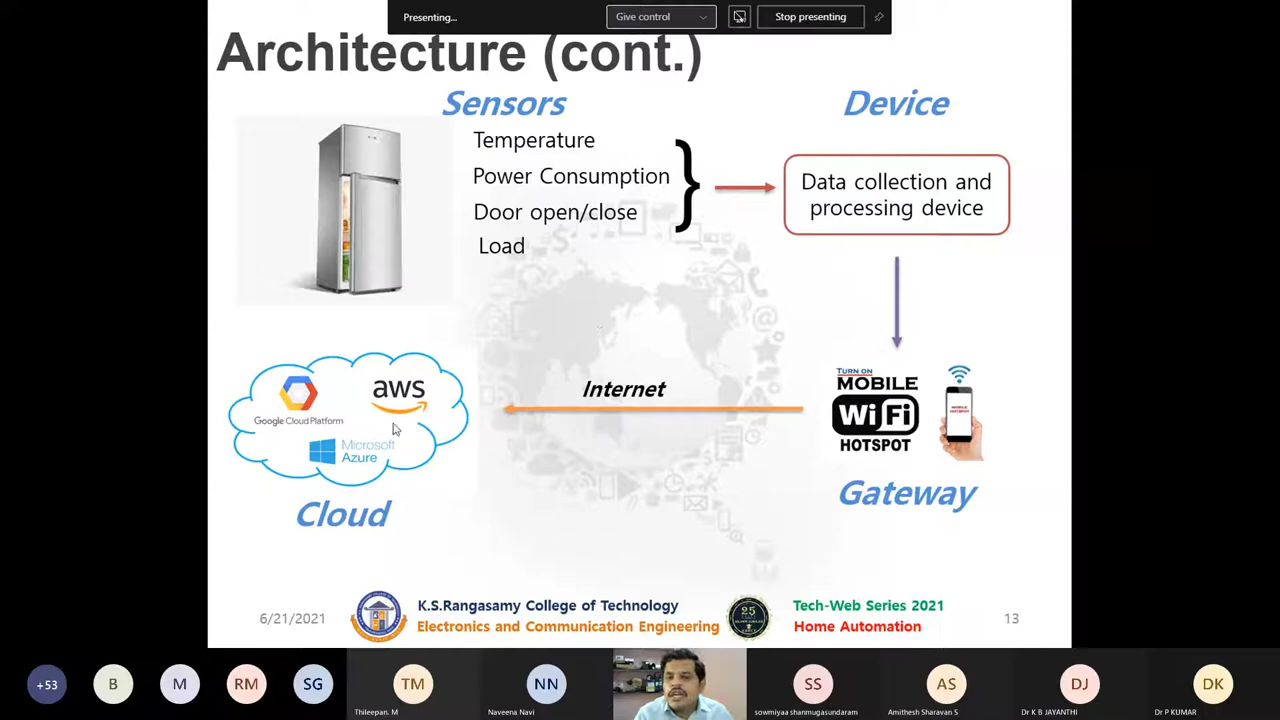 Presenting...
Give control
Stop presenting
Architecture (cont.)
Sensors
Device
Temperature
Power Consumption
Door open/close
Load
Data collection and
processing device
Google Cloud Platform
aws
Microsoft
Azure
Internet
TURN ON
MOBILE
WiFi
HOTSPOT
MOBILE
HOTSPOT
Cloud
Gateway
6/21/2021
K.S.Rangasamy College of Technology
Electronics and Communication Engineering
25
Tech-Web Series 2021
Home Automation
13
+53
B
M
RM
SG
TM
Thileepan. M
NN
Naveena Navi
SS
sowmiyaa shanmugasundaram
AS
Amithesh Sharavan S
DJ
Dr K B JAYANTHI
DK
Dr P KUMAR